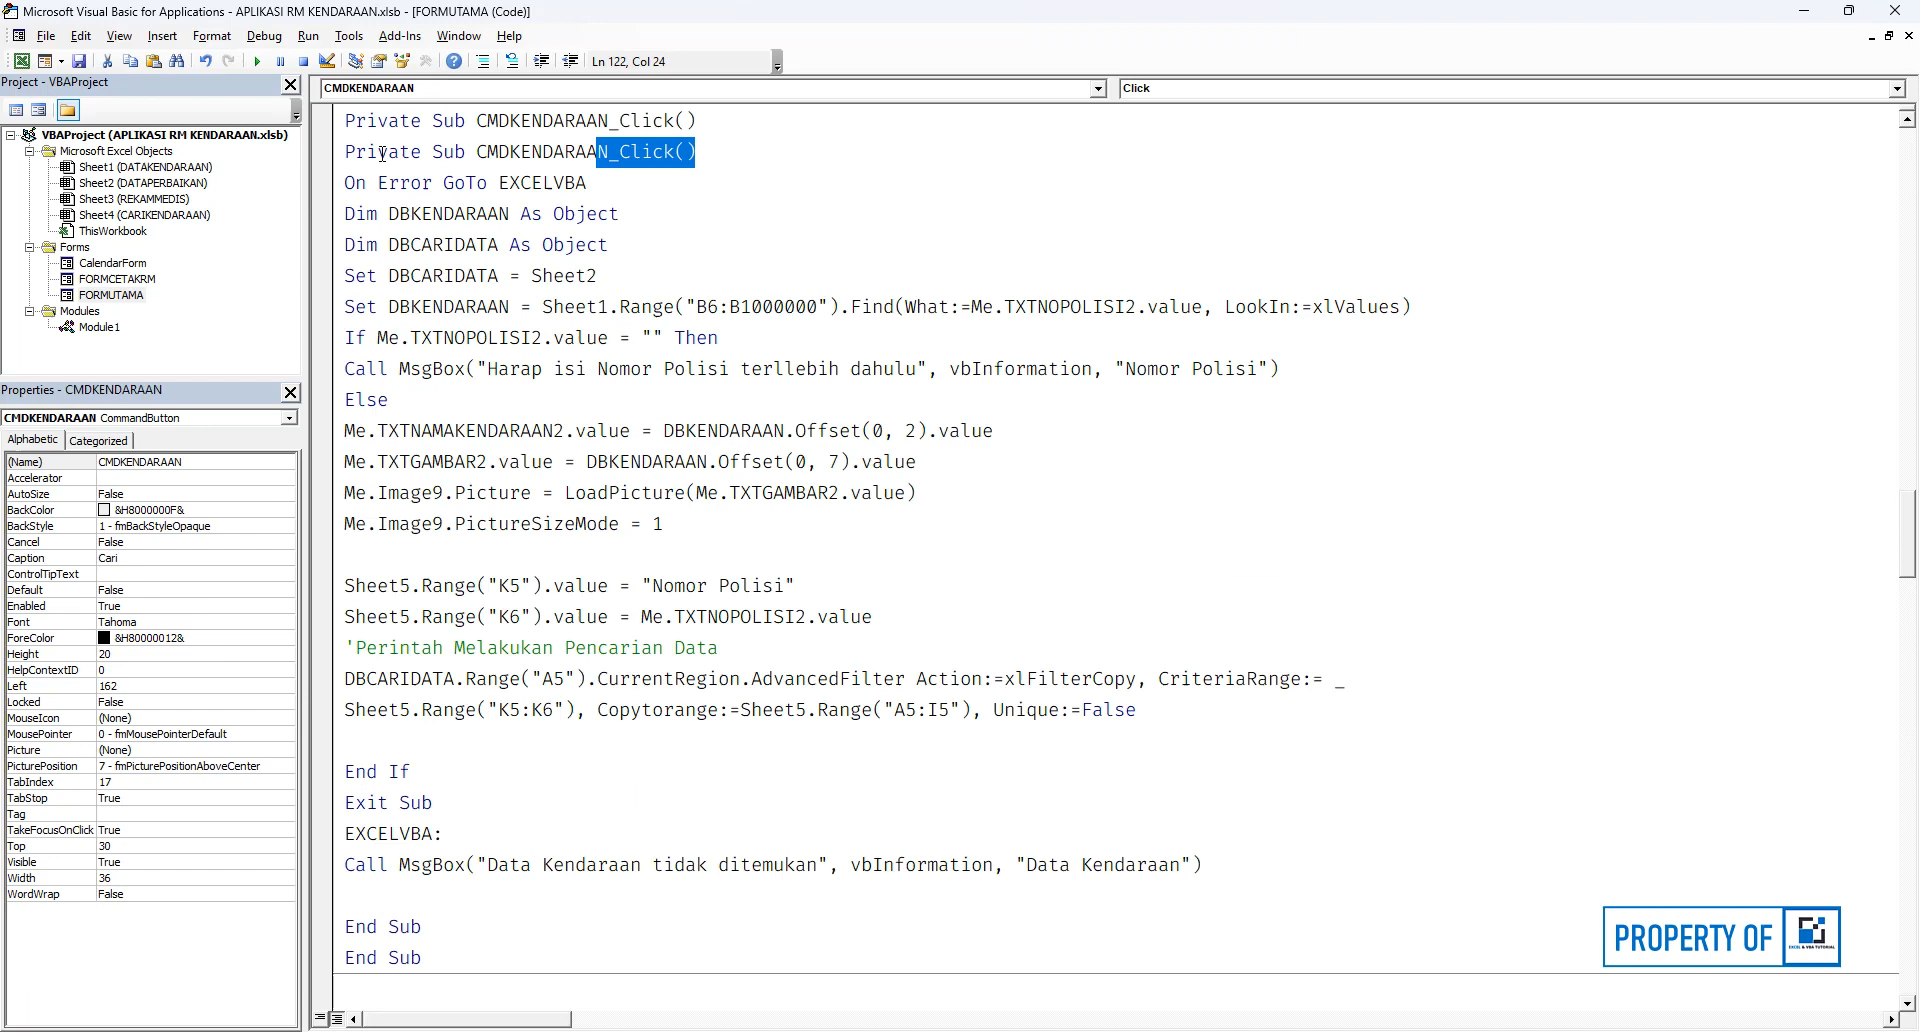 Microsoft Visual Basic for Applications - APLIKASI RM KENDARAAN.xlsb - [FORMUTAMA (Code)]
File Edit View Insert Format Debug Run Tools Add-Ins Window Help
Ln 122, Col 24
Project - VBAProject
VBAProject (APLIKASI RM KENDARAAN.xlsb)
Microsoft Excel Objects
Sheet1 (DATAKENDARAAN)
Sheet2 (DATAPERBAIKAN)
Sheet3 (REKAMMEDIS)
Sheet4 (CARIKENDARAAN)
ThisWorkbook
Forms
CalendarForm
FORMCETAKRM
FORMUTAMA
Modules
Module1
Properties - CMDKENDARAAN
CMDKENDARAAN CommandButton
Alphabetic Categorized
(Name) CMDKENDARAAN
Accelerator
AutoSize False
BackColor &H8000000F&
BackStyle 1 - fmBackStyleOpaque
Cancel False
Caption Cari
ControlTipText
Default False
Enabled True
Font Tahoma
ForeColor &H80000012&
Height 20
HelpContextID 0
Left 162
Locked False
MouseIcon (None)
MousePointer 0 - fmMousePointerDefault
Picture (None)
PicturePosition 7 - fmPicturePositionAboveCenter
TabIndex 17
TabStop True
Tag
TakeFocusOnClick True
Top 30
Visible True
Width 36
WordWrap False
CMDKENDARAAN Click
Private Sub CMDKENDARAAN_Click()
Private Sub CMDKENDARAAN_Click()
On Error GoTo EXCELVBA
Dim DBKENDARAAN As Object
Dim DBCARIDATA As Object
Set DBCARIDATA = Sheet2
Set DBKENDARAAN = Sheet1.Range("B6:B1000000").Find(What:=Me.TXTNOPOLISI2.value, LookIn:=xlValues)
If Me.TXTNOPOLISI2.value = "" Then
Call MsgBox("Harap isi Nomor Polisi terllebih dahulu", vbInformation, "Nomor Polisi")
Else
Me.TXTNAMAKENDARAAN2.value = DBKENDARAAN.Offset(0, 2).value
Me.TXTGAMBAR2.value = DBKENDARAAN.Offset(0, 7).value
Me.Image9.Picture = LoadPicture(Me.TXTGAMBAR2.value)
Me.Image9.PictureSizeMode = 1
Sheet5.Range("K5").value = "Nomor Polisi"
Sheet5.Range("K6").value = Me.TXTNOPOLISI2.value
'Perintah Melakukan Pencarian Data
DBCARIDATA.Range("A5").CurrentRegion.AdvancedFilter Action:=xlFilterCopy, CriteriaRange:= _
Sheet5.Range("K5:K6"), Copytorange:=Sheet5.Range("A5:I5"), Unique:=False
End If
Exit Sub
EXCELVBA:
Call MsgBox("Data Kendaraan tidak ditemukan", vbInformation, "Data Kendaraan")
End Sub
End Sub
PROPERTY OF
EXCEL & VBA TUTORIAL